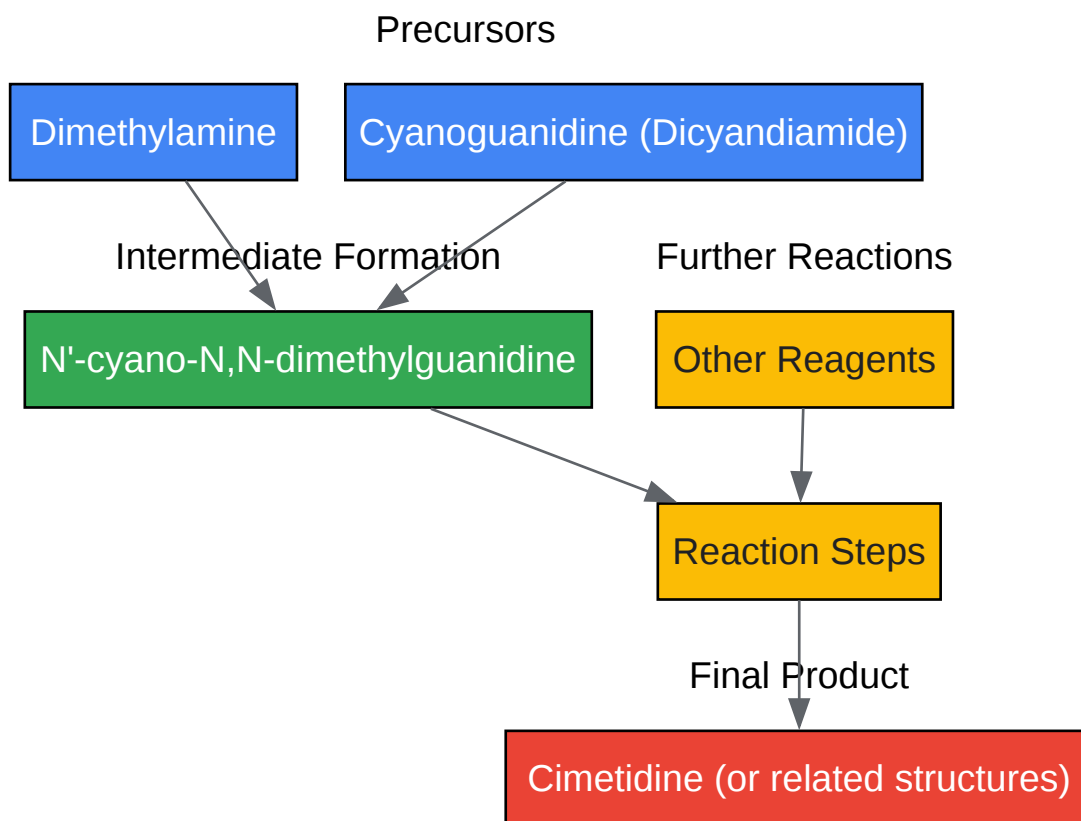 Precursors
Dimethylamine
Cyanoguanidine (Dicyandiamide)
Intermediate Formation
Further Reactions
N'-cyano-N,N-dimethylguanidine
Other Reagents
Reaction Steps
Final Product
Cimetidine (or related structures)